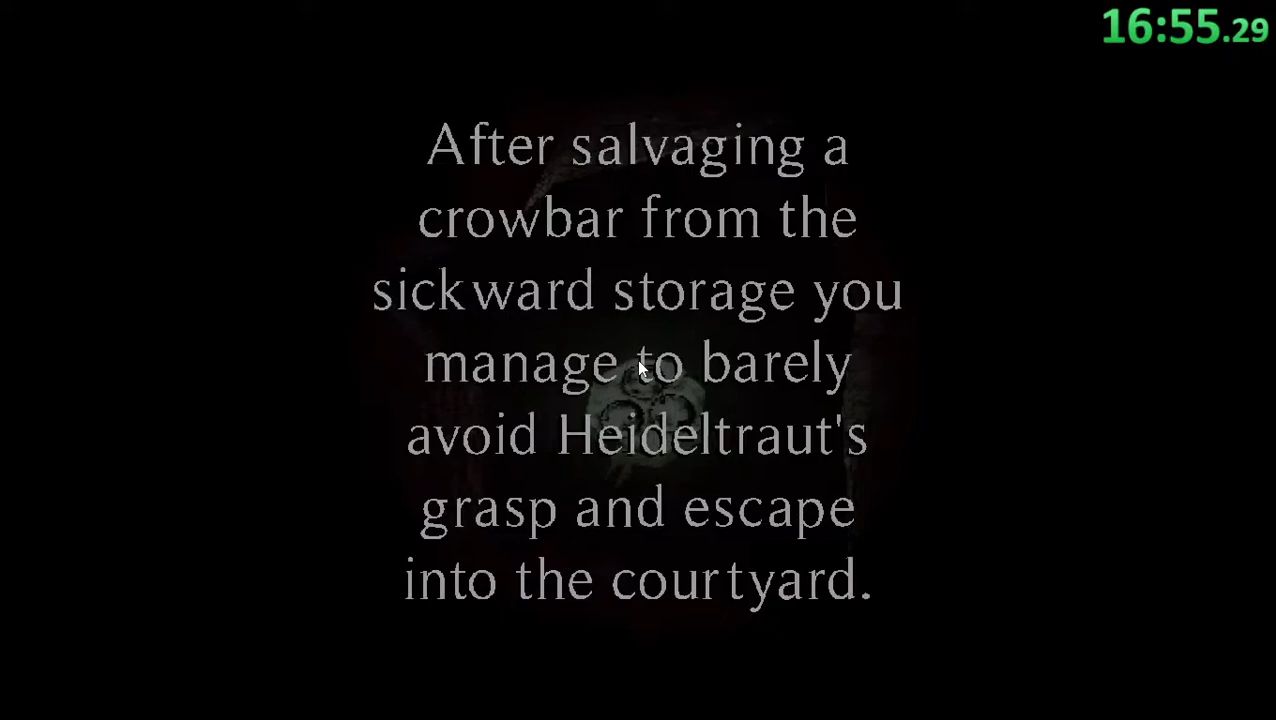 16:55.29
After salvaging a
crowbar from the
sickward storage you
manage to barely
avoid Heideltraut's
grasp and escape
into the courtyard.